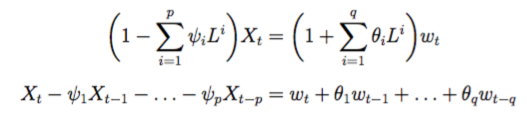 (1 − ∑_{i=1}^{p} ψ_i L^i) X_t = (1 + ∑_{i=1}^{q} θ_i L^i) w_t
X_t − ψ_1 X_{t−1} − … − ψ_p X_{t−p} = w_t + θ_1 w_{t−1} + … + θ_q w_{t−q}